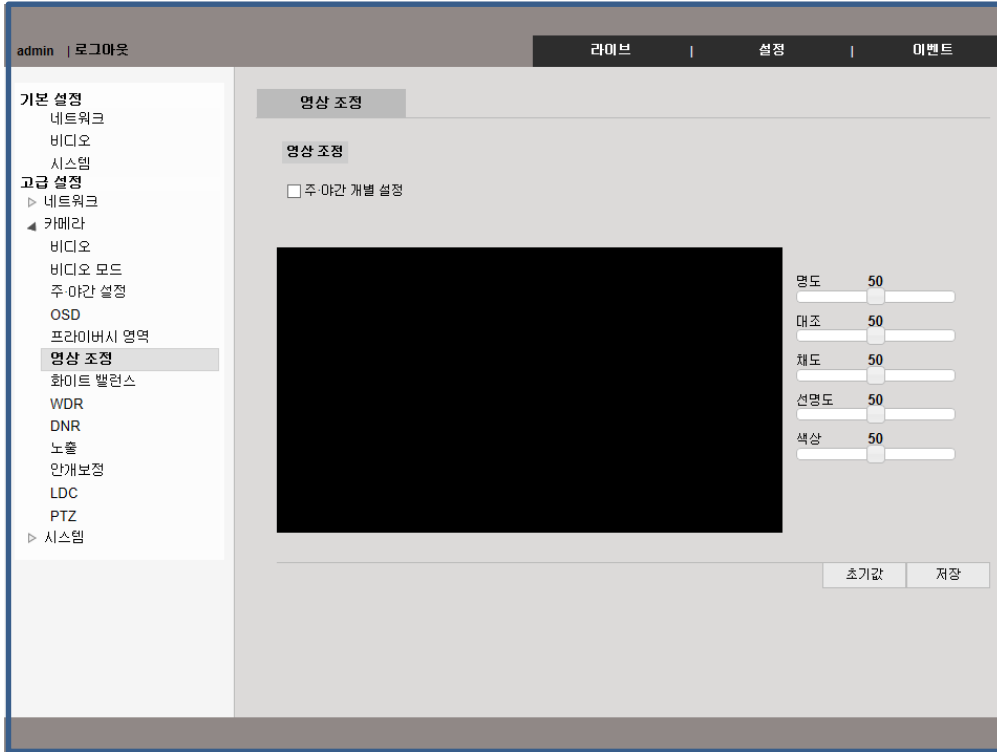 admin | 로그아웃
라이브 | 설정 | 이벤트
기본 설정
네트워크
비디오
시스템
고급 설정
네트워크
카메라
비디오
비디오 모드
주·야간 설정
OSD
프라이버시 영역
영상 조정
화이트 밸런스
WDR
DNR
노출
안개보정
LDC
PTZ
시스템
영상 조정
영상 조정
주·야간 개별 설정
명도 50
대조 50
채도 50
선명도 50
색상 50
초기값 저장